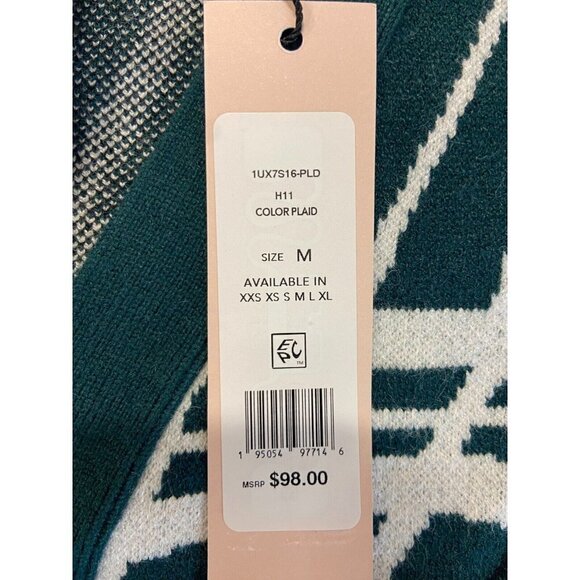 1UX7S16-PLD
H11
COLOR PLAID
SIZE M
AVAILABLE IN
XXS XS S M L XL
EPC
TM
1 95054 97714 6
MSRP $98.00